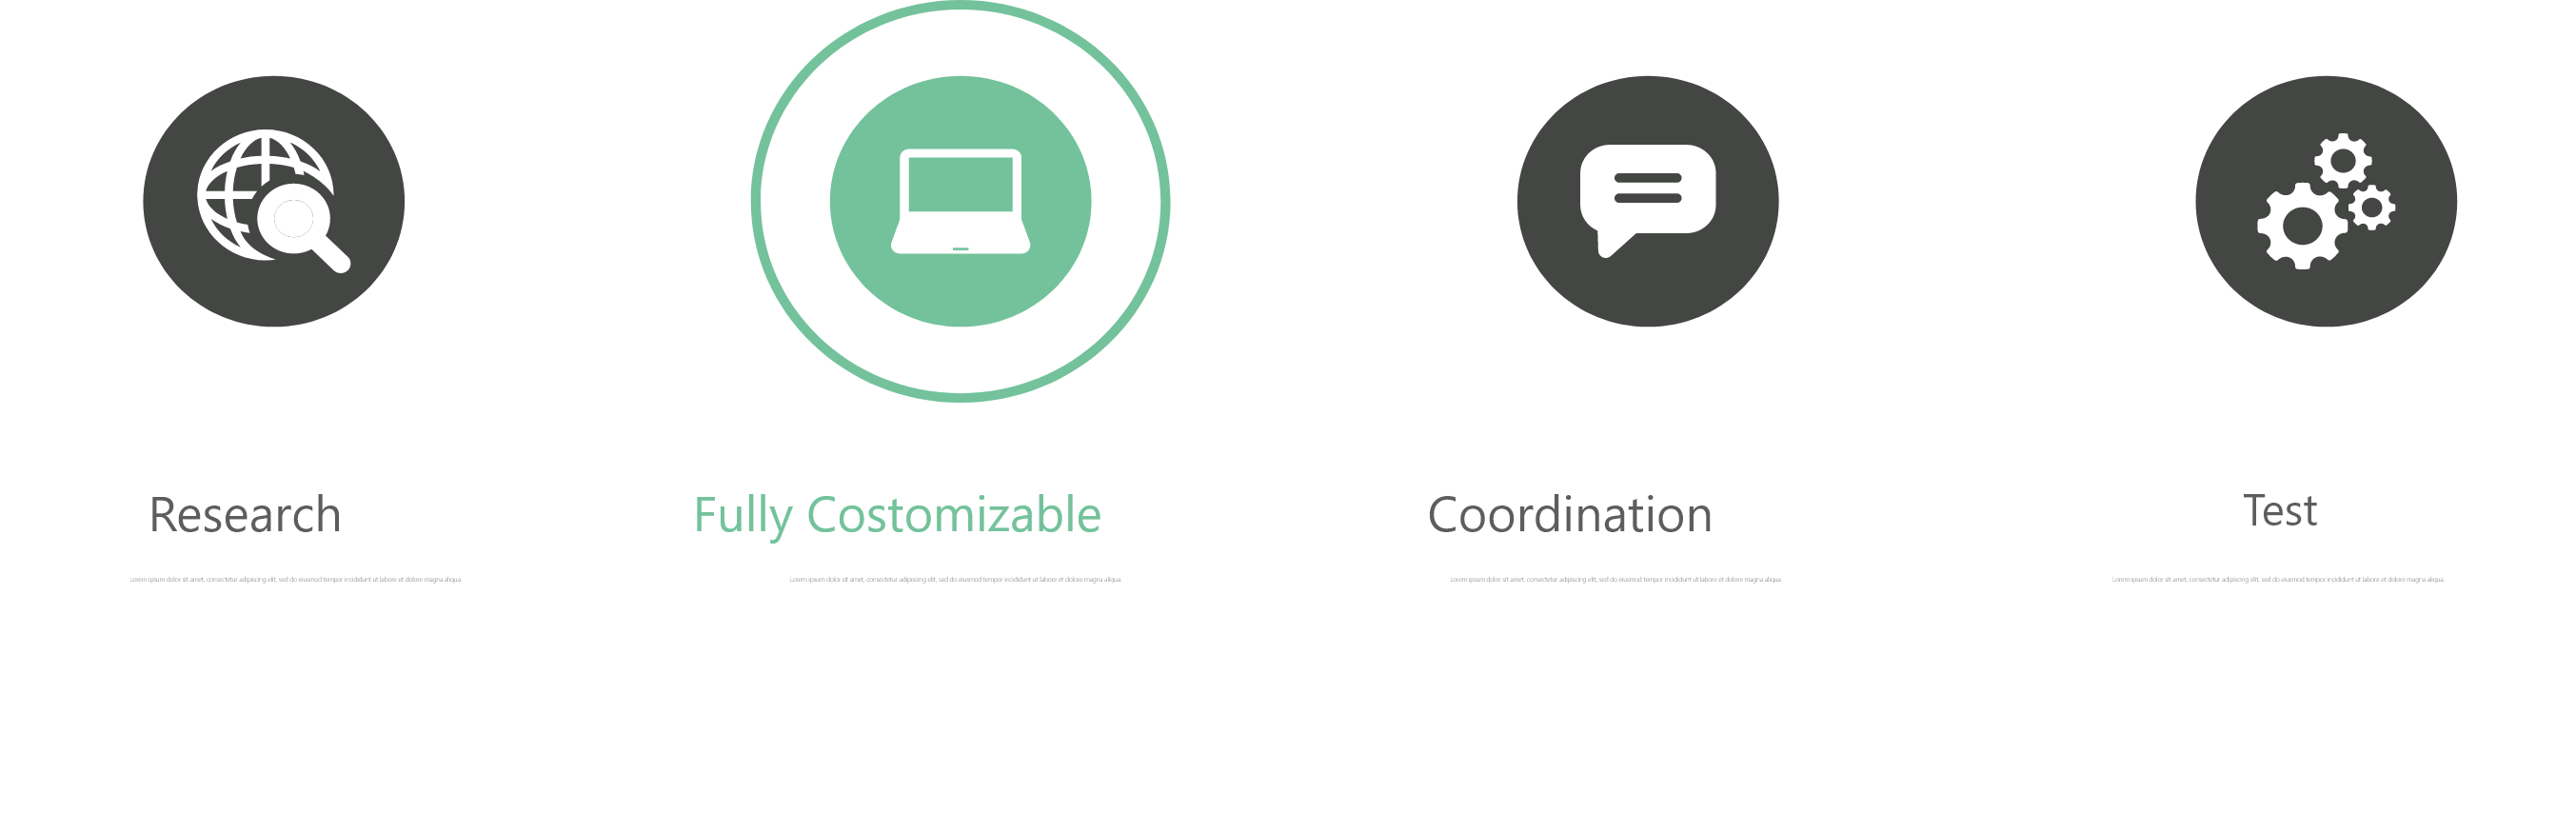 Research
Fully Costomizable
Coordination
Test
Lorem ipsum dolor sit amet, consectetur adipiscing elit, sed do eiusmod tempor incididunt ut labore et dolore magna aliqua.
Lorem ipsum dolor sit amet, consectetur adipiscing elit, sed do eiusmod tempor incididunt ut labore et dolore magna aliqua.
Lorem ipsum dolor sit amet, consectetur adipiscing elit, sed do eiusmod tempor incididunt ut labore et dolore magna aliqua.
Lorem ipsum dolor sit amet, consectetur adipiscing elit, sed do eiusmod tempor incididunt ut labore et dolore magna aliqua.